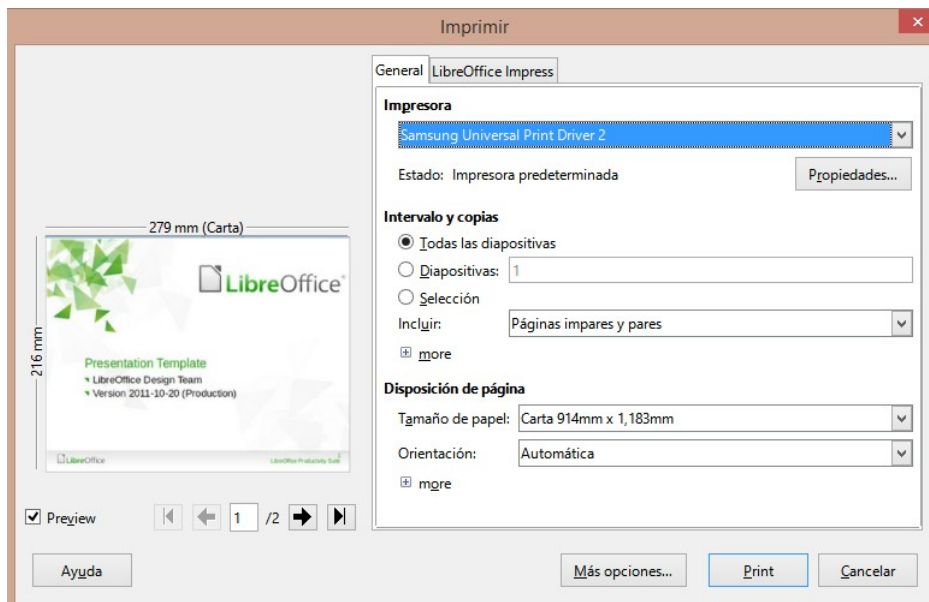 Imprimir
General
LibreOffice Impress
Impresora
Samsung Universal Print Driver 2
Estado: Impresora predeterminada
Propiedades...
Intervalo y copias
Todas las diapositivas
Diapositivas: 1
Selección
Incluir: Páginas impares y pares
more
Disposición de página
Tamaño de papel: Carta 914mm x 1,183mm
Orientación: Automática
more
279 mm (Carta)
216 mm
LibreOffice
Presentation Template
LibreOffice Design Team
Version 2011-10-20 (Production)
LibreOffice
LibreOffice Productivity Suite
Preview
1 /2
Ayuda
Más opciones...
Print
Cancelar